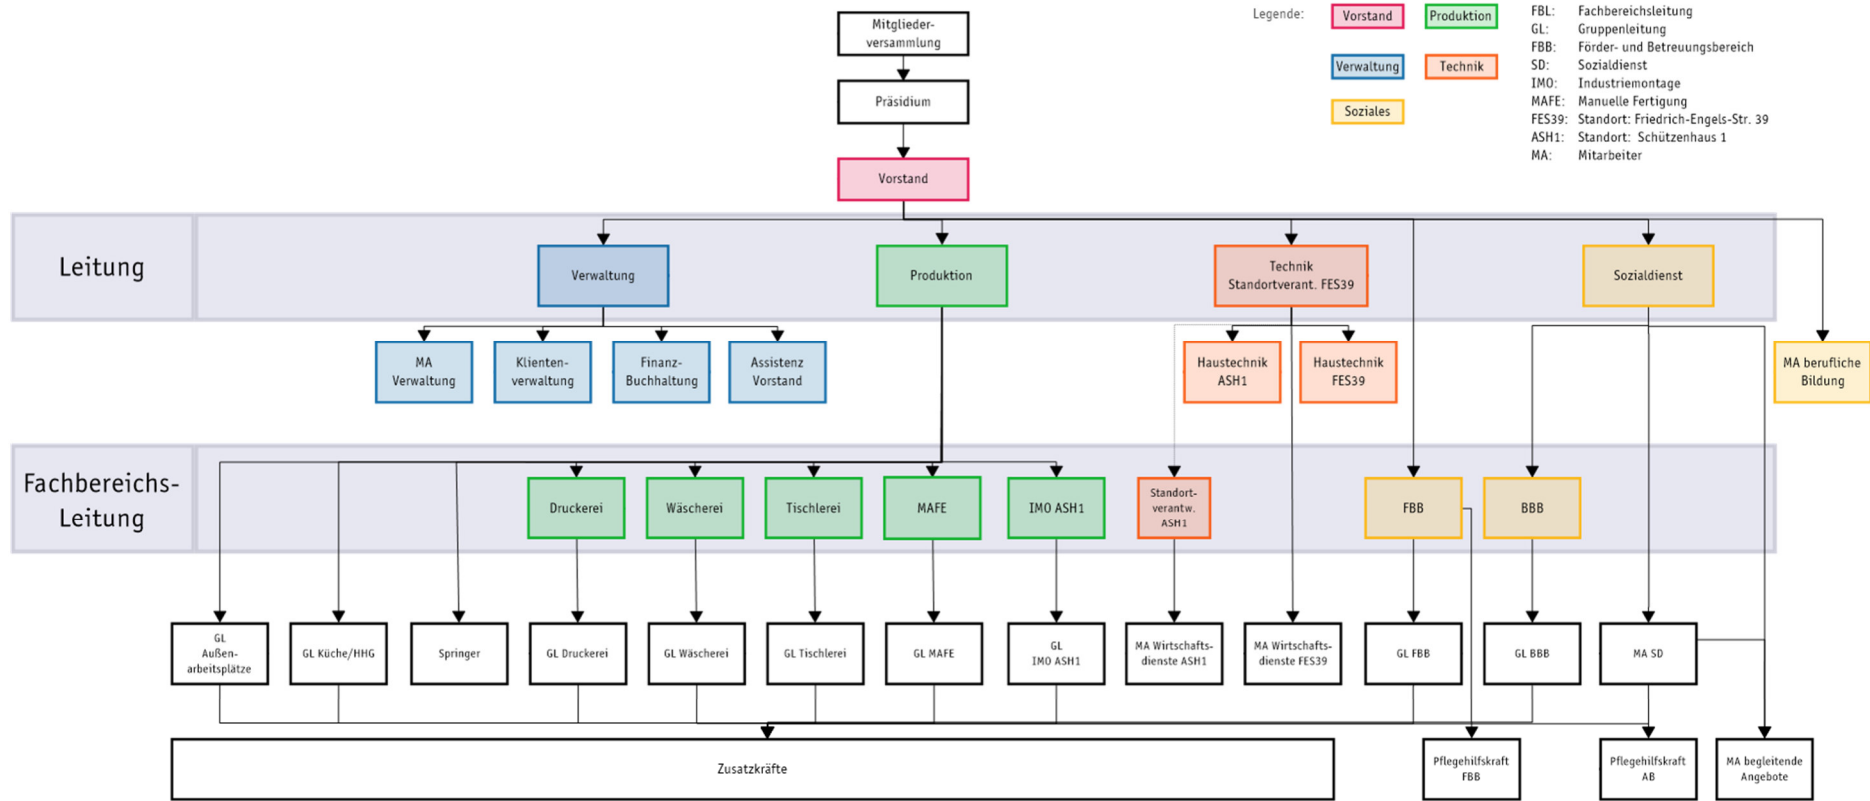 Mitglieder-
versammlung
Präsidium
Vorstand
Legende:
Vorstand
Produktion
Verwaltung
Technik
Soziales
FBL: Fachbereichsleitung
GL: Gruppenleitung
FBB: Förder- und Betreuungsbereich
SD: Sozialdienst
IMO: Industriemontage
MAFE: Manuelle Fertigung
FES39: Standort: Friedrich-Engels-Str. 39
ASH1: Standort: Schützenhaus 1
MA: Mitarbeiter
Leitung
Verwaltung
Produktion
Technik
Standortverant. FES39
Sozialdienst
MA
Verwaltung
Klienten-
verwaltung
Finanz-
Buchhaltung
Assistenz
Vorstand
Haustechnik
ASH1
Haustechnik
FES39
MA berufliche
Bildung
Fachbereichs-
Leitung
Druckerei
Wäscherei
Tischlerei
MAFE
IMO ASH1
Standort-
verantw.
ASH1
FBB
BBB
GL
Außen-
arbeitsplätze
GL Küche/HHG
Springer
GL Druckerei
GL Wäscherei
GL Tischlerei
GL MAFE
GL
IMO ASH1
MA Wirtschafts-
dienste ASH1
MA Wirtschafts-
dienste FES39
GL FBB
GL BBB
MA SD
Zusatzkräfte
Pflegehilfskraft
FBB
Pflegehilfskraft
AB
MA begleitende
Angebote